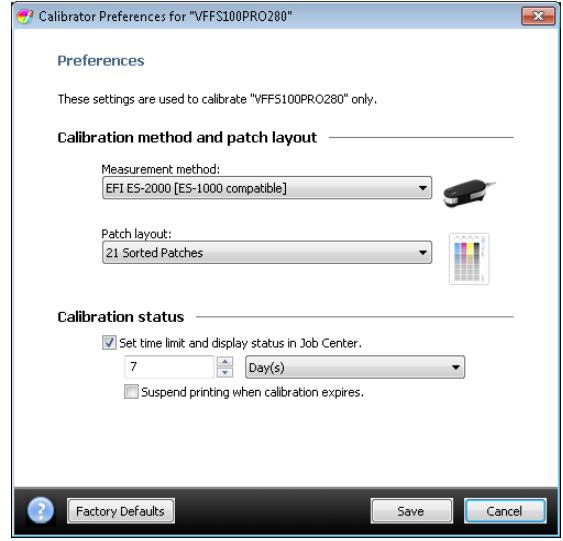 Calibrator Preferences for "VFFS100PRO280"
Preferences
These settings are used to calibrate "VFFS100PRO280" only.
Calibration method and patch layout
Measurement method:
EFI ES-2000 [ES-1000 compatible]
Patch layout:
21 Sorted Patches
Calibration status
Set time limit and display status in Job Center.
7 Day(s)
Suspend printing when calibration expires.
? Factory Defaults Save Cancel